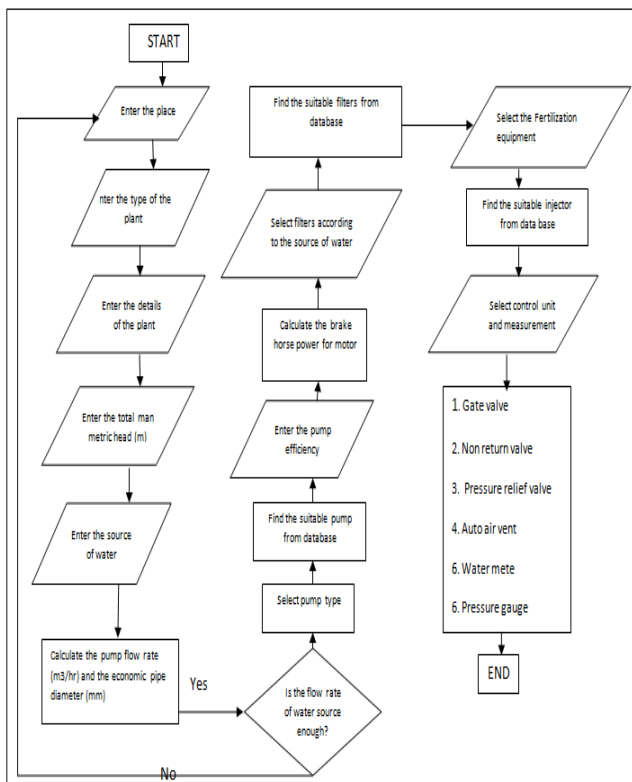 START
Enter the place
nter the type of the
plant
Enter the details
of the plant
Enter the total man
metric head (m)
Enter the source
of water
Calculate the pump flow rate
(m3/hr) and the economic pipe
diameter (mm)
Yes
No
Is the flow rate
of water source
enough?
Select pump type
Find the suitable pump
from database
Enter the pump
efficiency
Calculate the brake
horse power for motor
Select filters according
to the source of water
Find the suitable filters from
database
Select the Fertilization
equipment
Find the suitable injector
from data base
Select control unit
and measurement
1. Gate valve
2. Non return valve
3. Pressure relief valve
4. Auto air vent
6. Water mete
6. Pressure gauge
END